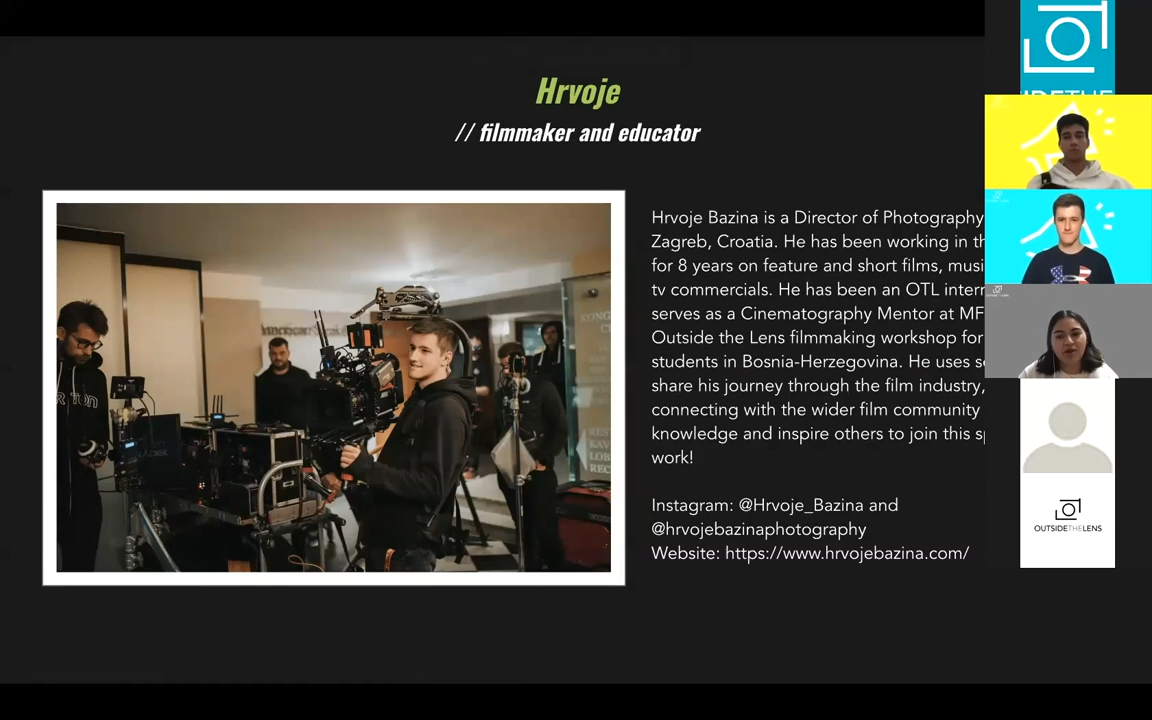 Hrvoje
// filmmaker and educator
Hrvoje Bazina is a Director of Photography
Zagreb, Croatia. He has been working in th
for 8 years on feature and short films, musi
tv commercials. He has been an OTL intern
serves as a Cinematography Mentor at MF
Outside the Lens filmmaking workshop for
students in Bosnia-Herzegovina. He uses so
share his journey through the film industry,
connecting with the wider film community
knowledge and inspire others to join this sp
work!
Instagram: @Hrvoje_Bazina and
@hrvojebazinaphotography
Website: https://www.hrvojebazina.com/
OUTSIDETHELENS